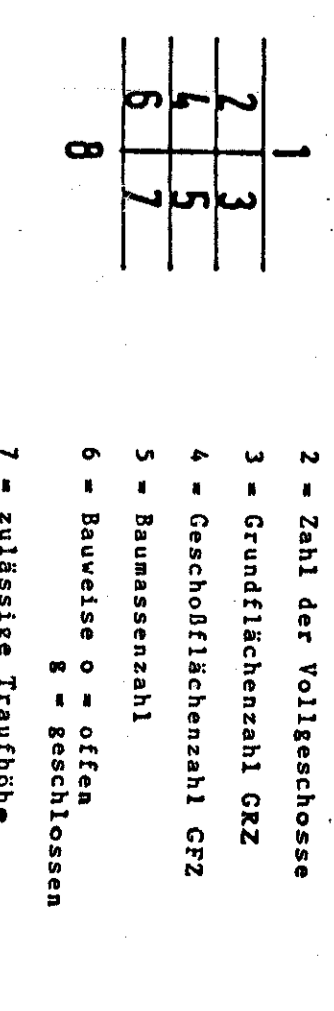 1
2 3
4 5
6 7
8
2 = Zahl der Vollgeschosse
3 = Grundflächenzahl GRZ
4 = Geschoßflächenzahl GFZ
5 = Baumassenzahl
6 = Bauweise o = offen
g = geschlossen
7 = zulässige Traufhöhe